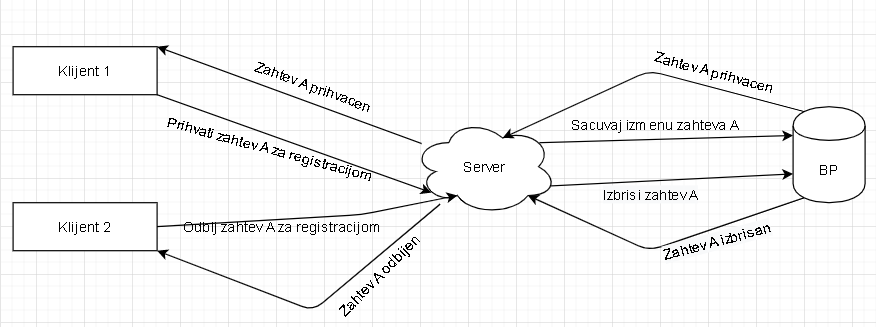 Klijent 1
Zahtev A prihvacen
Prihvati zahtev A za registracijom
Zahtev A prihvacen
Sacuvaj izmenu zahteva A
Server
BP
Izbrisi zahtev A
Klijent 2
Odbij zahtev A za registracijom
Zahtev A odbijen
Zahtev A izbrisan